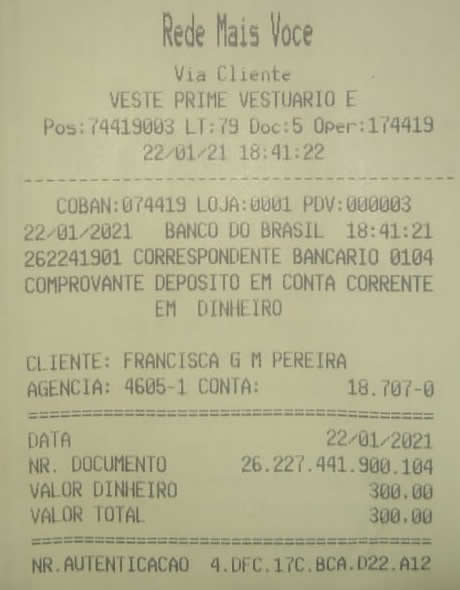 Rede Mais Voce
Via Cliente
VESTE PRIME VESTUARIO E
Pos:74419003 LT:79 Doc:5 Oper:174419
22/01/21 18:41:22
COBAN:074419 LOJA:0001 PDV:000003
22/01/2021 BANCO DO BRASIL 18:41:21
262241901 CORRESPONDENTE BANCARIO 0104
COMPROVANTE DEPOSITO EM CONTA CORRENTE
EM DINHEIRO
CLIENTE: FRANCISCA G M PEREIRA
AGENCIA: 4605-1 CONTA: 18.707-0
====================================
DATA 22/01/2021
NR. DOCUMENTO 26.227.441.900.104
VALOR DINHEIRO 300,00
VALOR TOTAL 300,00
====================================
NR.AUTENTICACAO 4.DFC.17C.BCA.D22.A12